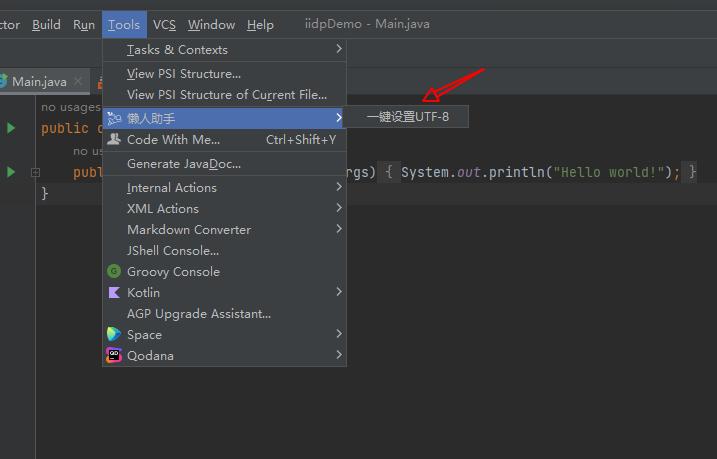 ctor Build Run Tools VCS Window Help iidpDemo - Main.java
Tasks & Contexts
View PSI Structure...
Main.java
View PSI Structure of Current File...
no usages
懒人助手
一键设置UTF-8
public
Code With Me... Ctrl+Shift+Y
no us
Generate JavaDoc...
publ
rgs) { System.out.println("Hello world!"); }
Internal Actions
}
XML Actions
Markdown Converter
JShell Console...
Groovy Console
Kotlin
AGP Upgrade Assistant...
Space
Qodana